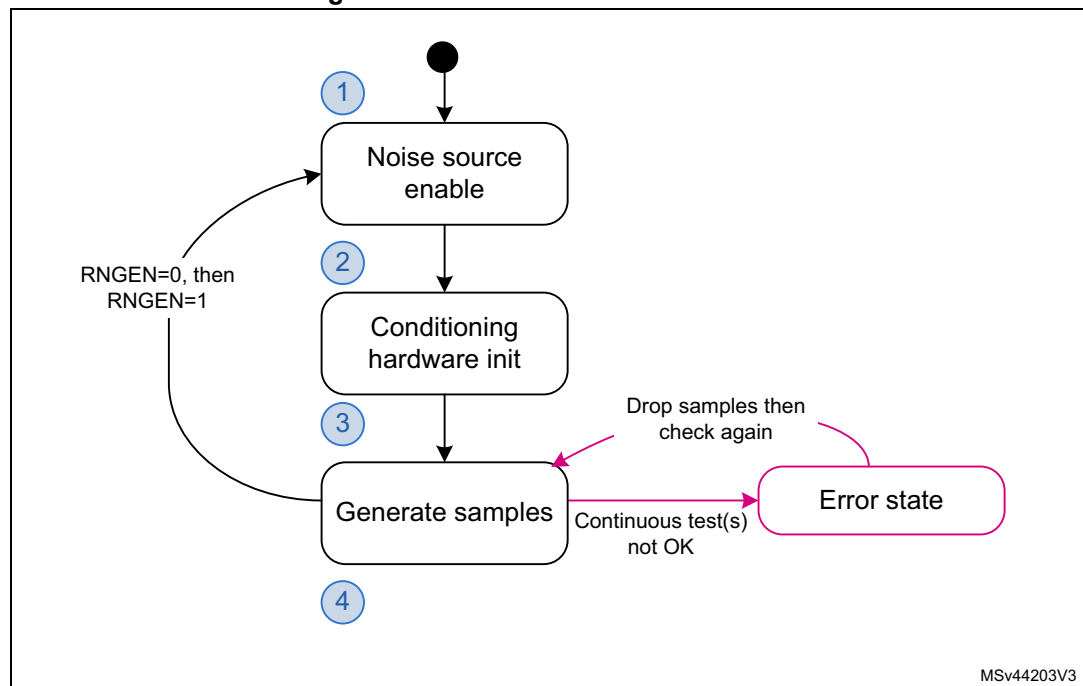 1
Noise source
enable
2
RNGEN=0, then
RNGEN=1
Conditioning
hardware init
3
Drop samples then
check again
Generate samples
Continuous test(s)
not OK
Error state
4
MSv44203V3